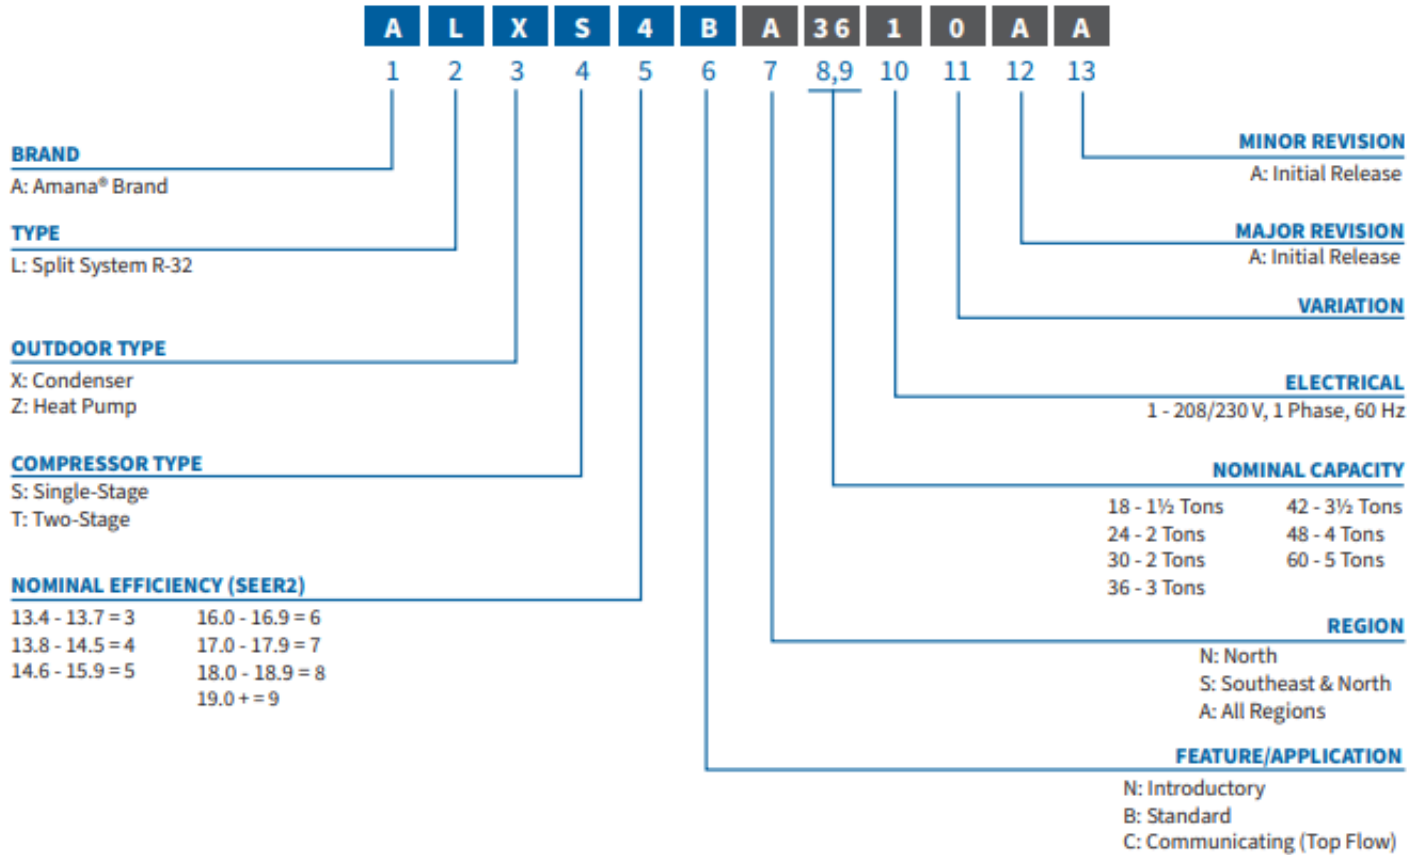 A L X S 4 B A 36 1 0 A A
1 2 3 4 5 6 7 8,9 10 11 12 13
BRAND
A: Amana® Brand
TYPE
L: Split System R-32
OUTDOOR TYPE
X: Condenser
Z: Heat Pump
COMPRESSOR TYPE
S: Single-Stage
T: Two-Stage
NOMINAL EFFICIENCY (SEER2)
13.4 - 13.7 = 3
13.8 - 14.5 = 4
14.6 - 15.9 = 5
16.0 - 16.9 = 6
17.0 - 17.9 = 7
18.0 - 18.9 = 8
19.0 + = 9
MINOR REVISION
A: Initial Release
MAJOR REVISION
A: Initial Release
VARIATION
ELECTRICAL
1 - 208/230 V, 1 Phase, 60 Hz
NOMINAL CAPACITY
18 - 1½ Tons
24 - 2 Tons
30 - 2 Tons
36 - 3 Tons
42 - 3½ Tons
48 - 4 Tons
60 - 5 Tons
REGION
N: North
S: Southeast & North
A: All Regions
FEATURE/APPLICATION
N: Introductory
B: Standard
C: Communicating (Top Flow)